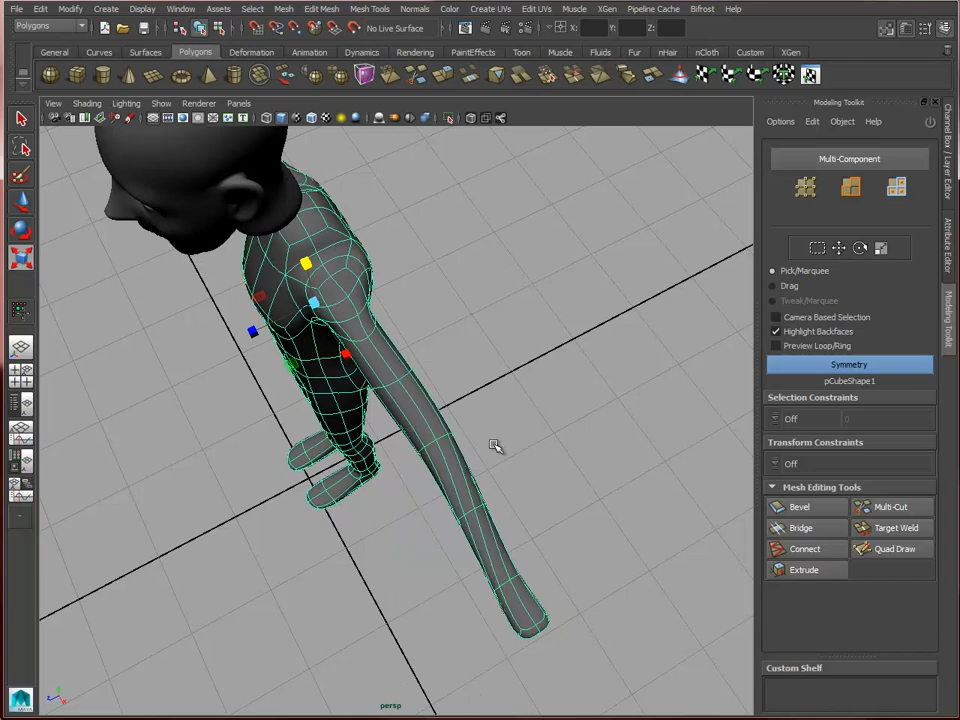 File Edit Modify Create Display Window Assets Select Mesh Edit Mesh Mesh Tools Normals Color Create UVs Edit UVs Muscle XGen Pipeline Cache Bifrost Help
Polygons No Live Surface X: Y: Z:
General Curves Surfaces Polygons Deformation Animation Dynamics Rendering PaintEffects Toon Muscle Fluids Fur nHair nCloth Custom XGen
View Shading Lighting Show Renderer Panels
Modeling Toolkit
Options Edit Object Help
Multi-Component
Pick/Marquee
Drag
Tweak/Marquee
Camera Based Selection
Highlight Backfaces
Preview Loop/Ring
Symmetry
pCubeShape1
Selection Constraints
Off 0
Transform Constraints
Off
Mesh Editing Tools
Bevel Multi-Cut
Bridge Target Weld
Connect Quad Draw
Extrude
Custom Shelf
Channel Box / Layer Editor
Attribute Editor
Modeling Toolkit
persp